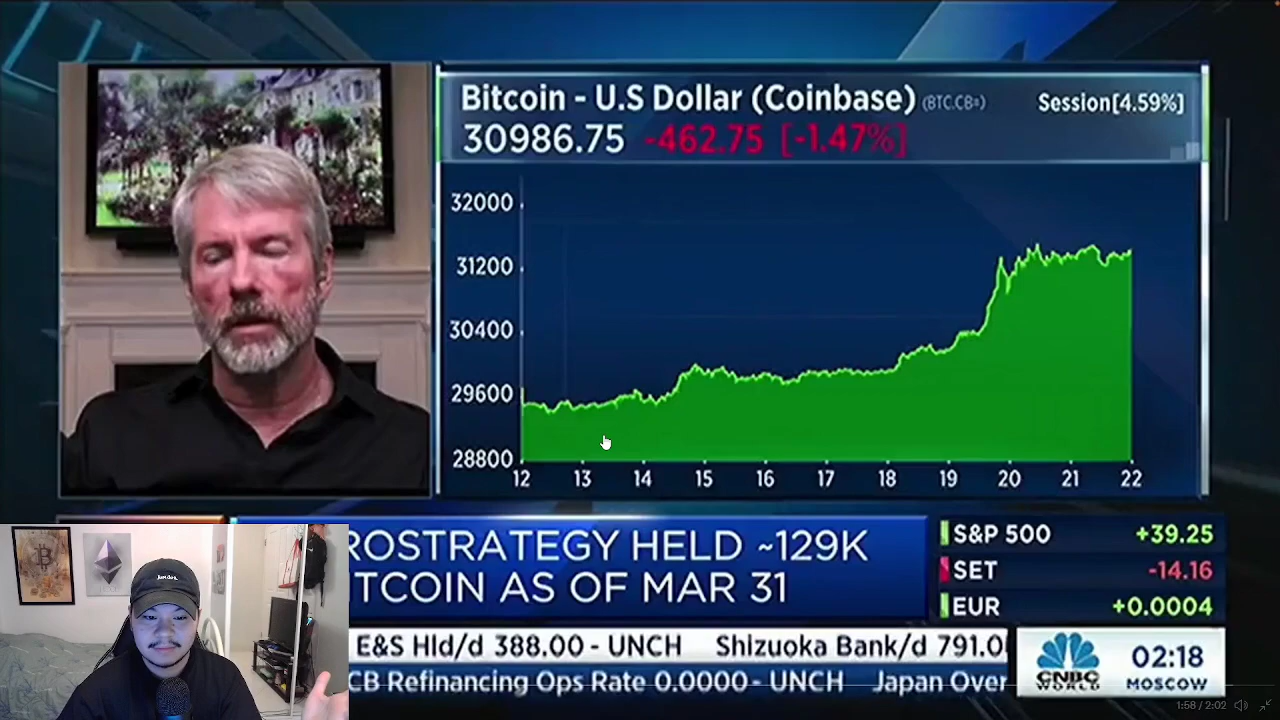 Bitcoin - U.S Dollar (Coinbase) (BTC.CB=) Session[4.59%]
30986.75 -462.75 [-1.47%]
32000
31200
30400
29600
28800
12 13 14 15 16 17 18 19 20 21 22
ROSTRATEGY HELD ~129K
TCOIN AS OF MAR 31
S&P 500 +39.25
SET -14.16
EUR +0.0004
E&S Hld/d 388.00 - UNCH Shizuoka Bank/d 791.0
CB Refinancing Ops Rate 0.0000 - UNCH Japan Over
CNBC
WORLD
02:18
MOSCOW
1:58 / 2:02